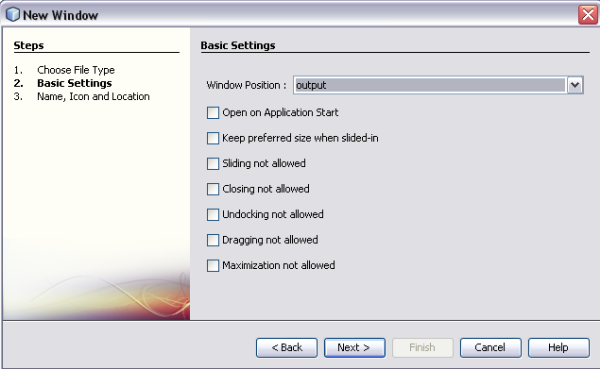 New Window
Steps
1. Choose File Type
2. Basic Settings
3. Name, Icon and Location
Basic Settings
Window Position : output
Open on Application Start
Keep preferred size when slided-in
Sliding not allowed
Closing not allowed
Undocking not allowed
Dragging not allowed
Maximization not allowed
< Back Next > Finish Cancel Help